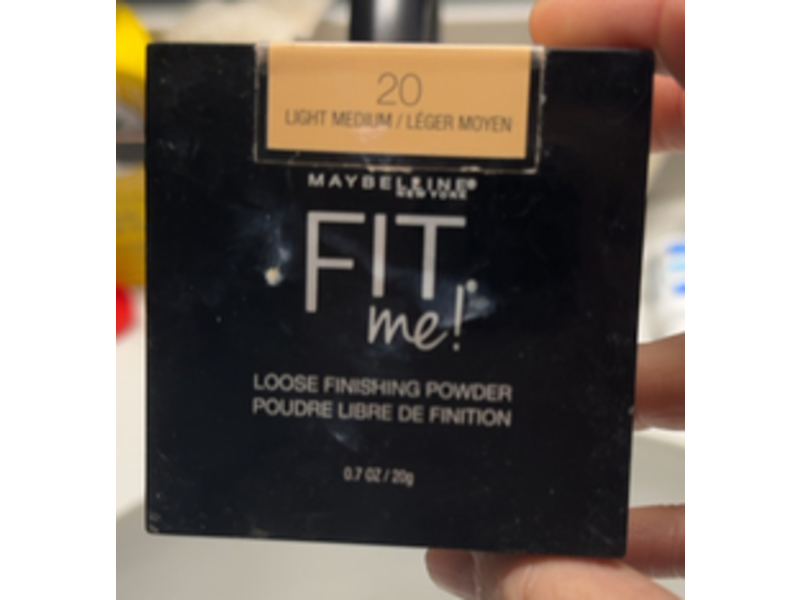 20
LIGHT MEDIUM / LÉGER MOYEN
MAYBELLINE®
NEW YORK
FIT
me!
LOOSE FINISHING POWDER
POUDRE LIBRE DE FINITION
0.7 OZ / 20g